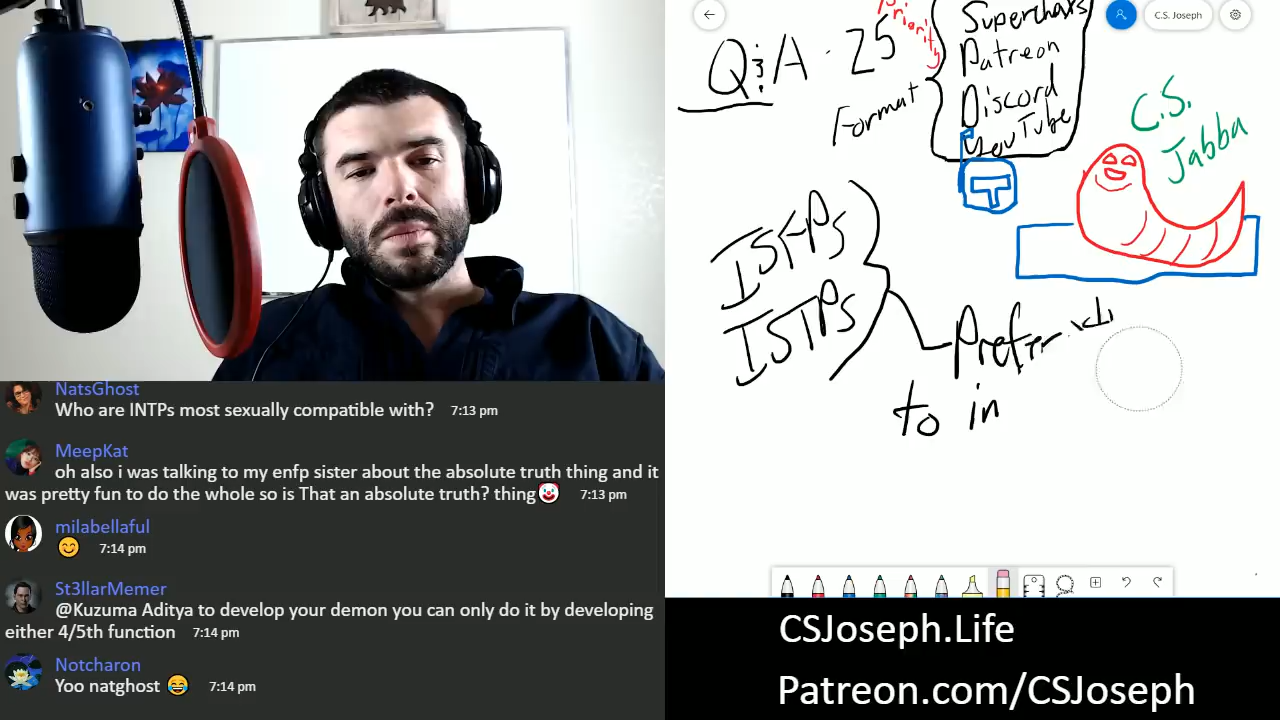 Superchats
Priority
Q&A · 25
Patreon
Format
Discord
YouTube
C.S. Joseph
C.S.
Jabba
ISFPs
ISTPs
Prefer
to in
NatsGhost
Who are INTPs most sexually compatible with? 7:13 pm
MeepKat
oh also i was talking to my enfp sister about the absolute truth thing and it
was pretty fun to do the whole so is That an absolute truth? thing🤡 7:13 pm
milabellaful
😊 7:14 pm
St3llarMemer
@Kuzuma Aditya to develop your demon you can only do it by developing
either 4/5th function 7:14 pm
Notcharon
Yoo natghost 😂 7:14 pm
CSJoseph.Life
Patreon.com/CSJoseph